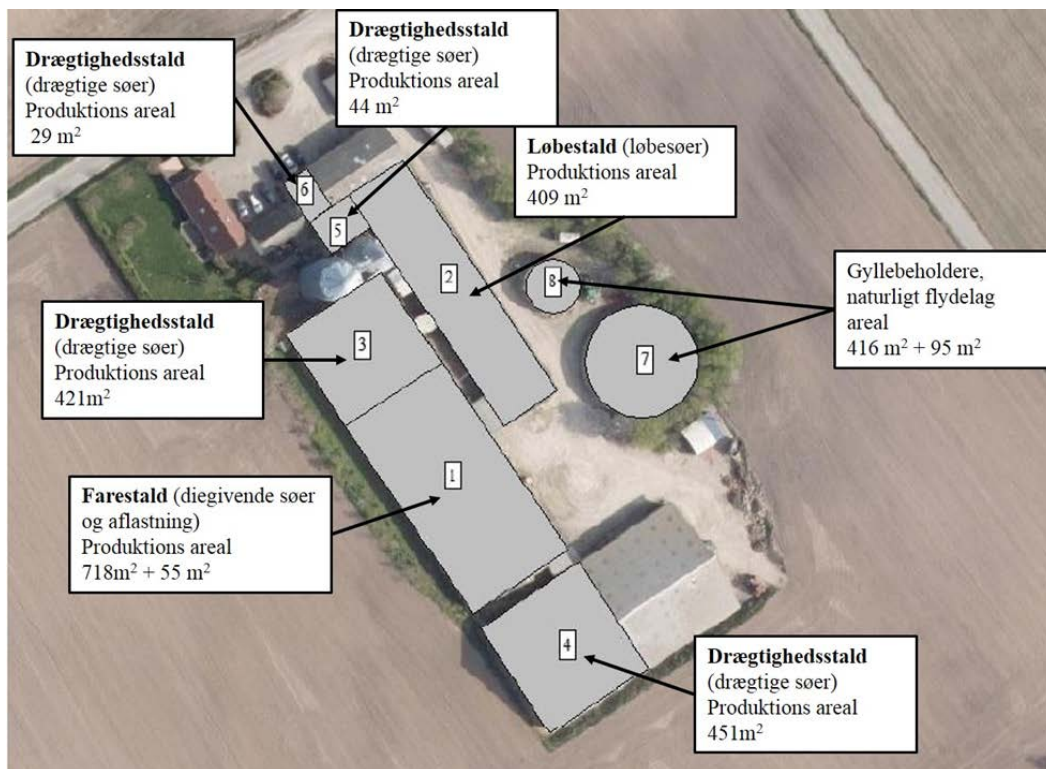 Drægtighedsstald
(drægtige søer)
Produktions areal
29 m²
Drægtighedsstald
(drægtige søer)
Produktions areal
44 m²
Løbestald (løbesøer)
Produktions areal
409 m²
Gyllebeholdere,
naturligt flydelag
areal
416 m² + 95 m²
Drægtighedsstald
(drægtige søer)
Produktions areal
421m²
Farestald (diegivende søer
og aflastning)
Produktions areal
718m² + 55 m²
Drægtighedsstald
(drægtige søer)
Produktions areal
451m²
6
5
2
8
3
7
1
4